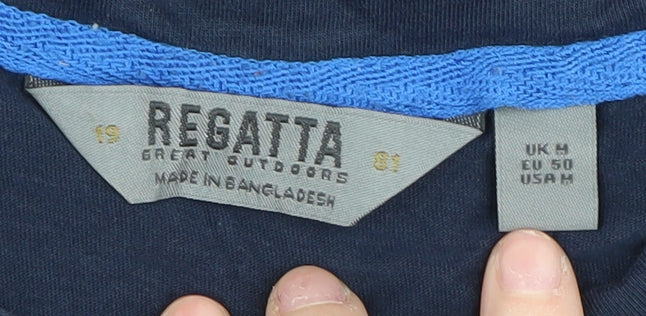 19 REGATTA 81
GREAT OUTDOORS
MADE IN BANGLADESH
UK M
EU 50
USA M